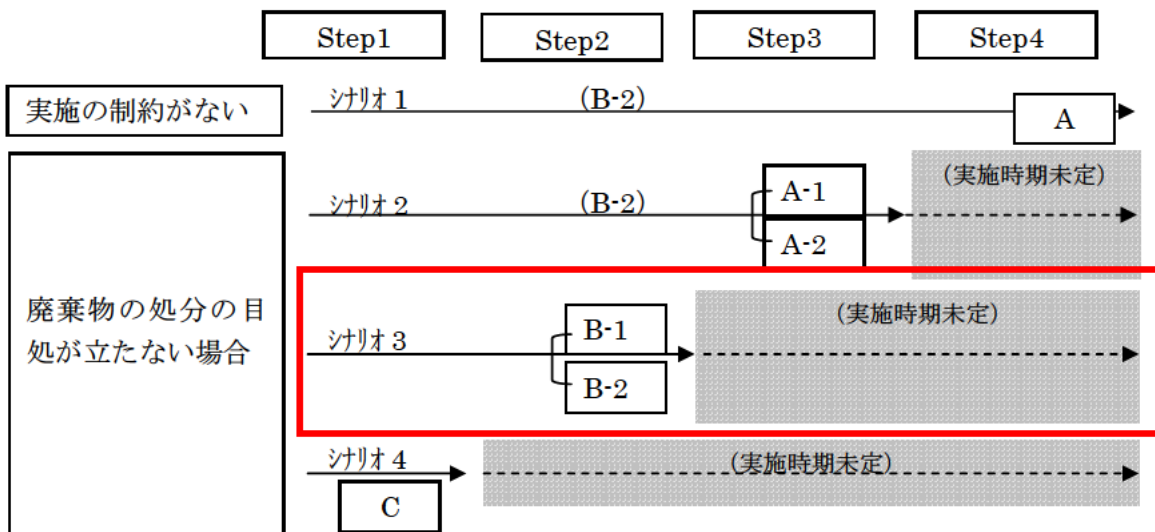 Step1 Step2 Step3 Step4
実施の制約がない
ｼﾅﾘｵ 1 (B-2) A
廃棄物の処分の目
処が立たない場合
ｼﾅﾘｵ 2 (B-2) A-1 (実施時期未定)
A-2
ｼﾅﾘｵ 3 B-1 (実施時期未定)
B-2
ｼﾅﾘｵ 4 (実施時期未定)
C